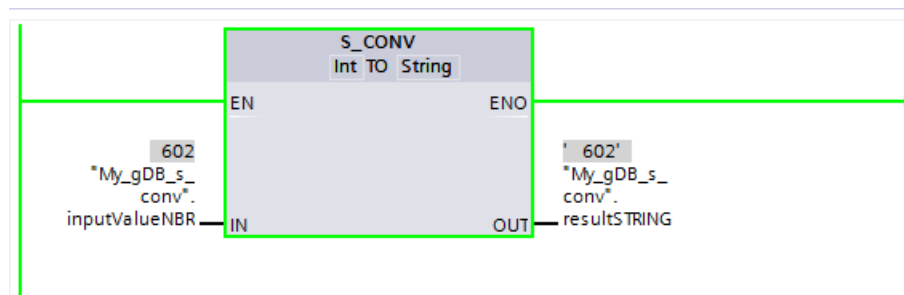 S_CONV
Int TO String
EN ENO
602
"My_gDB_s_
conv".
inputValueNBR
IN
' 602'
"My_gDB_s_
conv".
resultSTRING
OUT